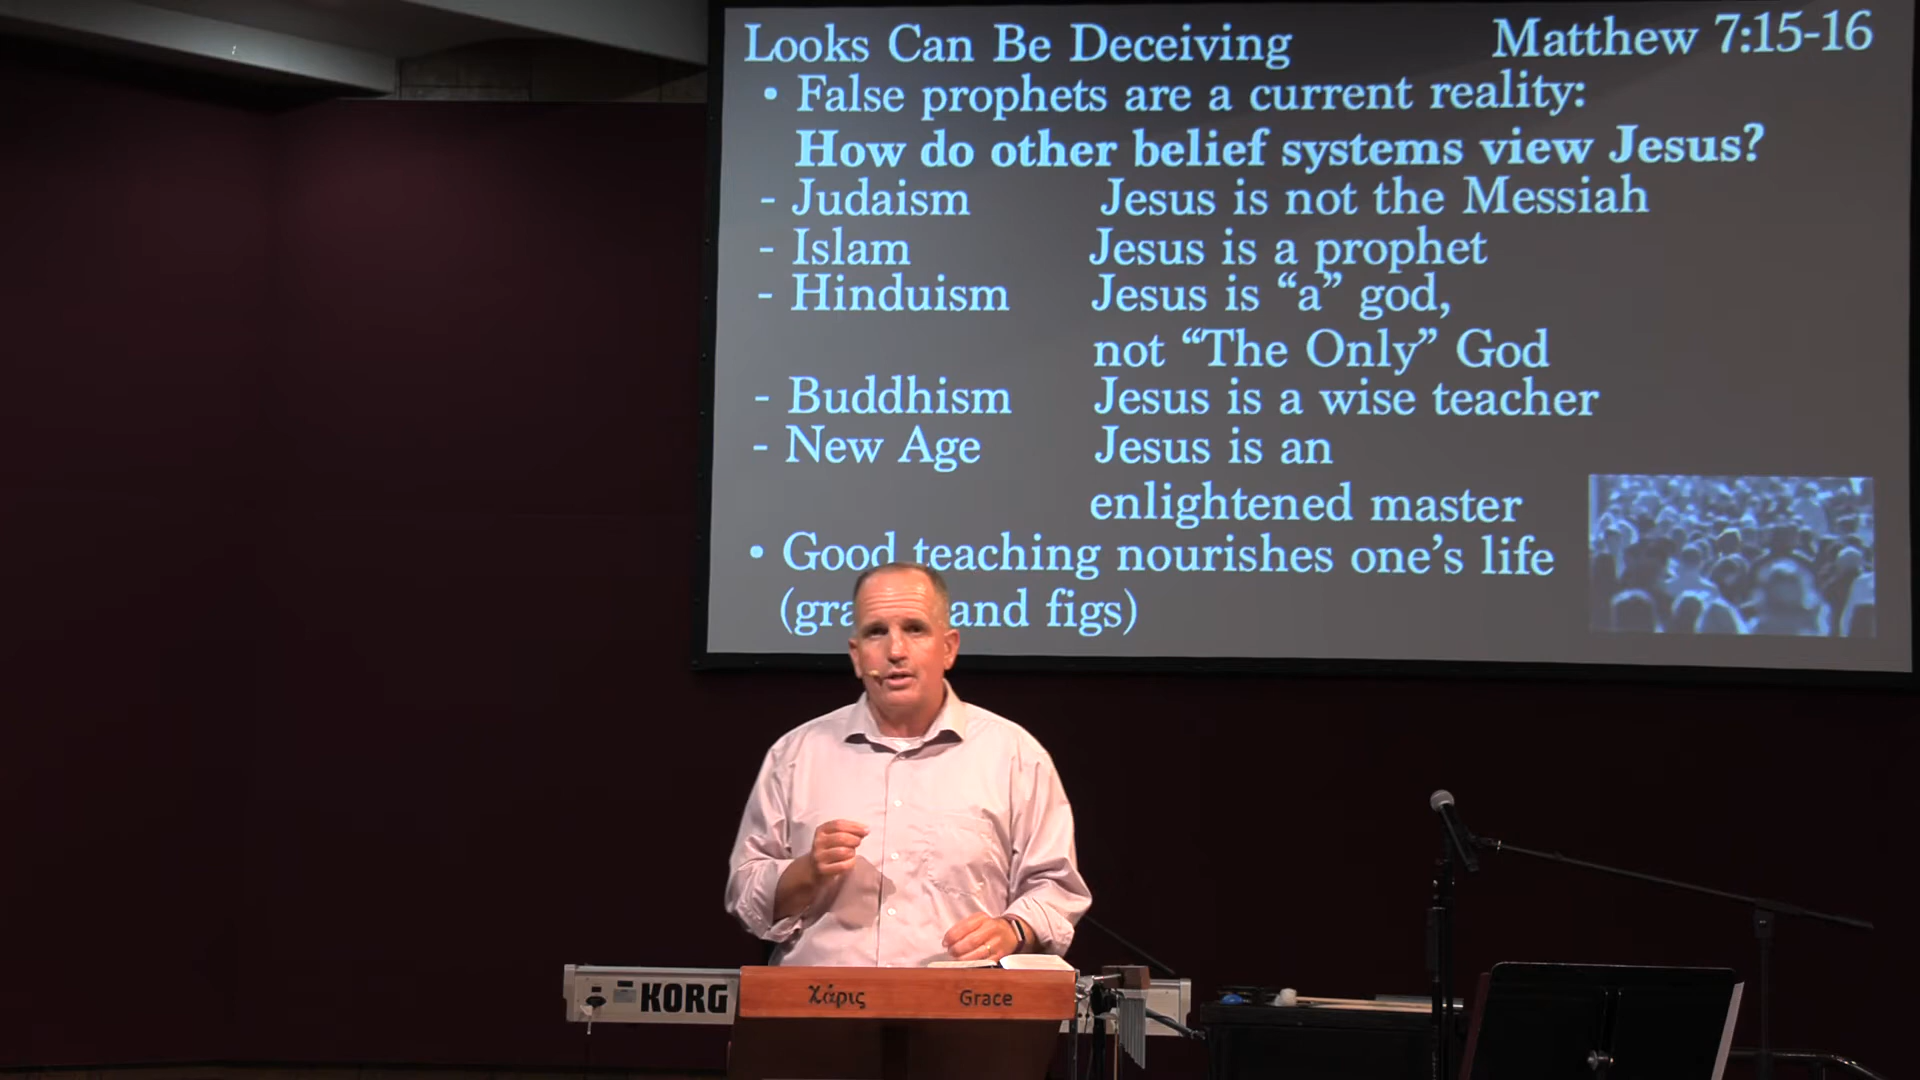 Looks Can Be Deceiving Matthew 7:15-16
• False prophets are a current reality:
How do other belief systems view Jesus?
- Judaism Jesus is not the Messiah
- Islam Jesus is a prophet
- Hinduism Jesus is “a” god,
not “The Only” God
- Buddhism Jesus is a wise teacher
- New Age Jesus is an
enlightened master
• Good teaching nourishes one’s life
and figs)
KORG
Χάρις Grace